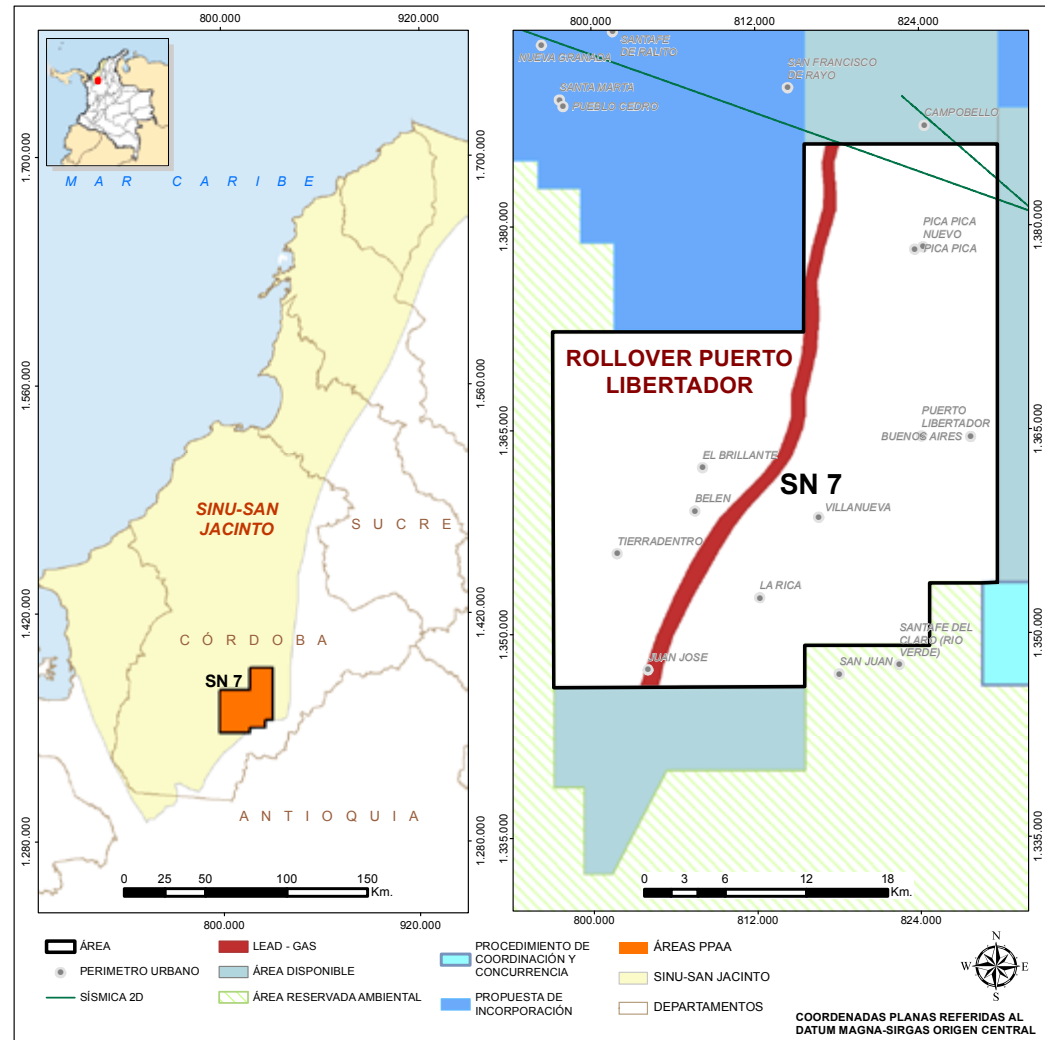 800.000
920.000
1.700.000
1.700.000
MAR CARIBE
1.560.000
1.560.000
SINU-SAN
JACINTO
SUCRE
1.420.000
1.420.000
CÓRDOBA
SN 7
ANTIOQUIA
1.280.000
1.280.000
0 25 50 100 150
Km.
800.000
920.000
800.000
812.000
824.000
SANTAFE
DE RALITO
NUEVA GRANADA
SAN FRANCISCO
DE RAYO
SANTA MARTA
PUEBLO CEDRO
CAMPOBELLO
1.380.000
1.380.000
PICA PICA
NUEVO
PICA PICA
ROLLOVER PUERTO
LIBERTADOR
1.365.000
1.365.000
PUERTO
LIBERTADOR
BUENOS AIRES
EL BRILLANTE
SN 7
BELEN
VILLANUEVA
TIERRADENTRO
LA RICA
1.350.000
1.350.000
SANTAFE DEL
CLARO (RIO
VERDE)
JUAN JOSE
SAN JUAN
1.335.000
1.335.000
0 3 6 12 18
Km.
800.000
812.000
824.000
ÁREA
PERIMETRO URBANO
SÍSMICA 2D
LEAD - GAS
ÁREA DISPONIBLE
ÁREA RESERVADA AMBIENTAL
PROCEDIMIENTO DE
COORDINACIÓN Y
CONCURRENCIA
PROPUESTA DE
INCORPORACIÓN
ÁREAS PPAA
SINU-SAN JACINTO
DEPARTAMENTOS
N
W E
S
COORDENADAS PLANAS REFERIDAS AL
DATUM MAGNA-SIRGAS ORIGEN CENTRAL